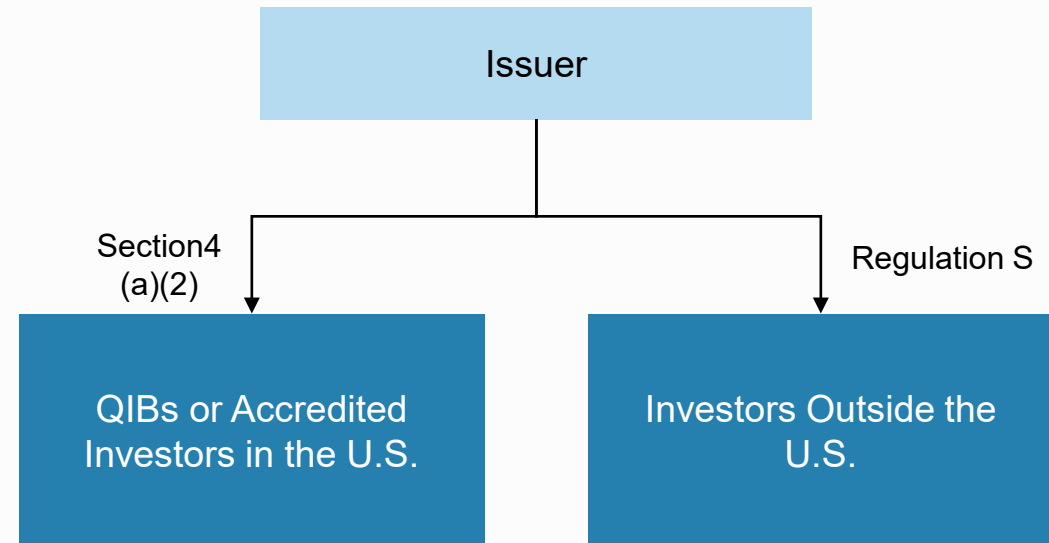 Issuer
Section4
(a)(2)
Regulation S
QIBs or Accredited
Investors in the U.S.
Investors Outside the
U.S.